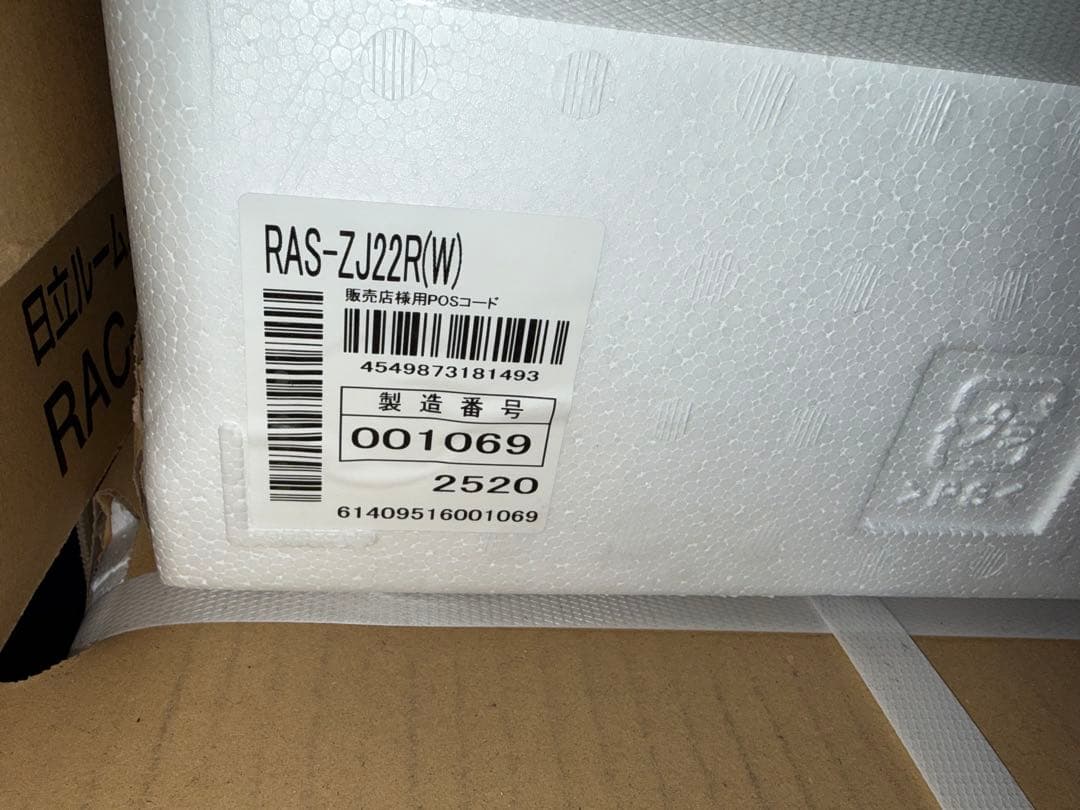 RAS-ZJ22R(W)
販売店様用POSコード
4549873181493
製造番号
001069
2520
61409516001069
日立ルーム
RAC